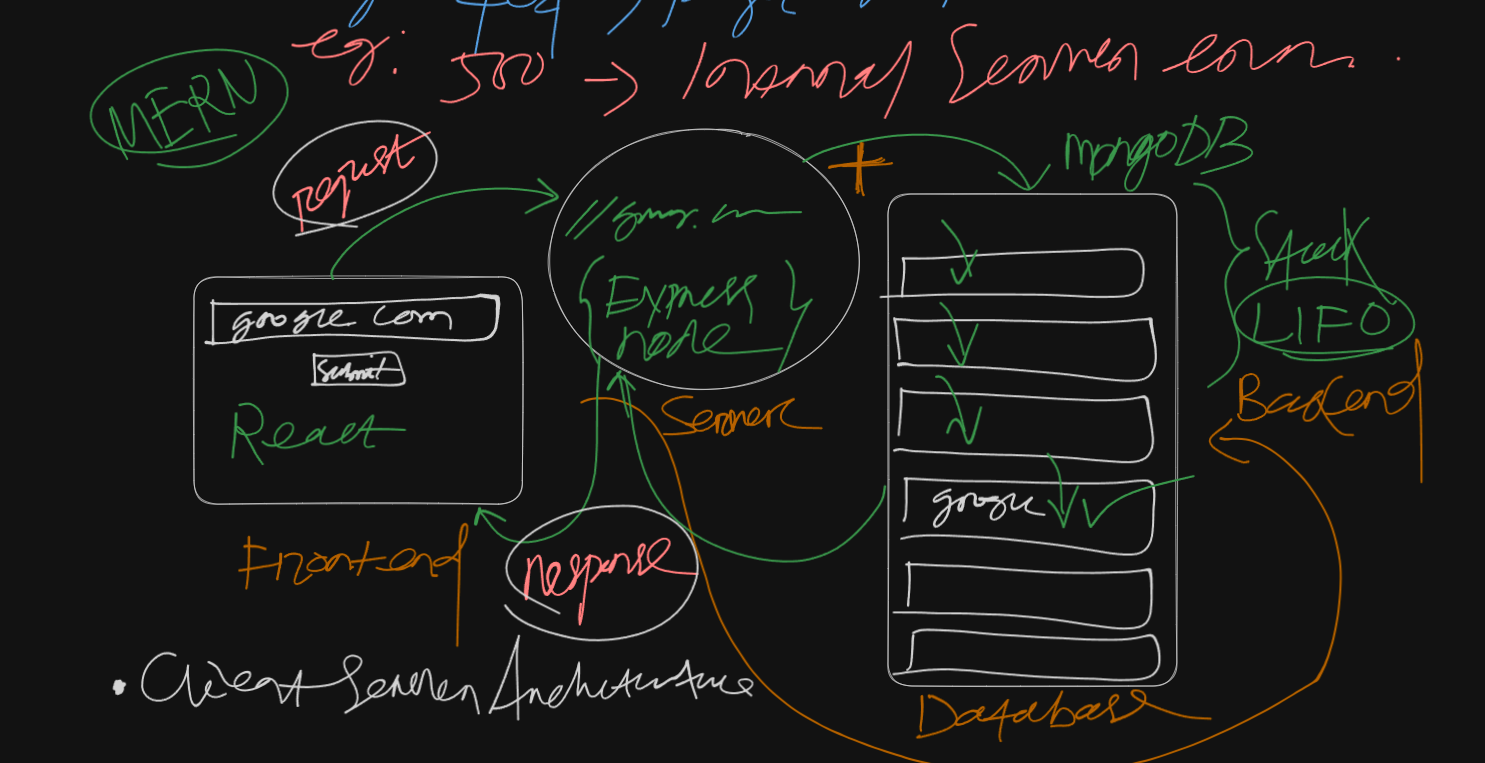 eg: 500 → Internal Server error.
MERN
request
+
mongoDB
google com
Submit
React
{ Express
node }
Server
Stack
LIFO
Backend
google
Frontend
response
• Client Server Architecture
Database